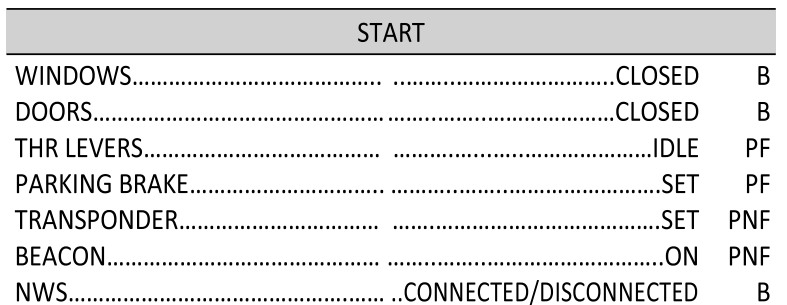 START
WINDOWS.......................................... .....................................CLOSED B
DOORS................................................ .....................................CLOSED B
THR LEVERS....................................... ...........................................IDLE PF
PARKING BRAKE................................ ............................................SET PF
TRANSPONDER................................. ............................................SET PNF
BEACON............................................. .............................................ON PNF
NWS.................................................... ..CONNECTED/DISCONNECTED B